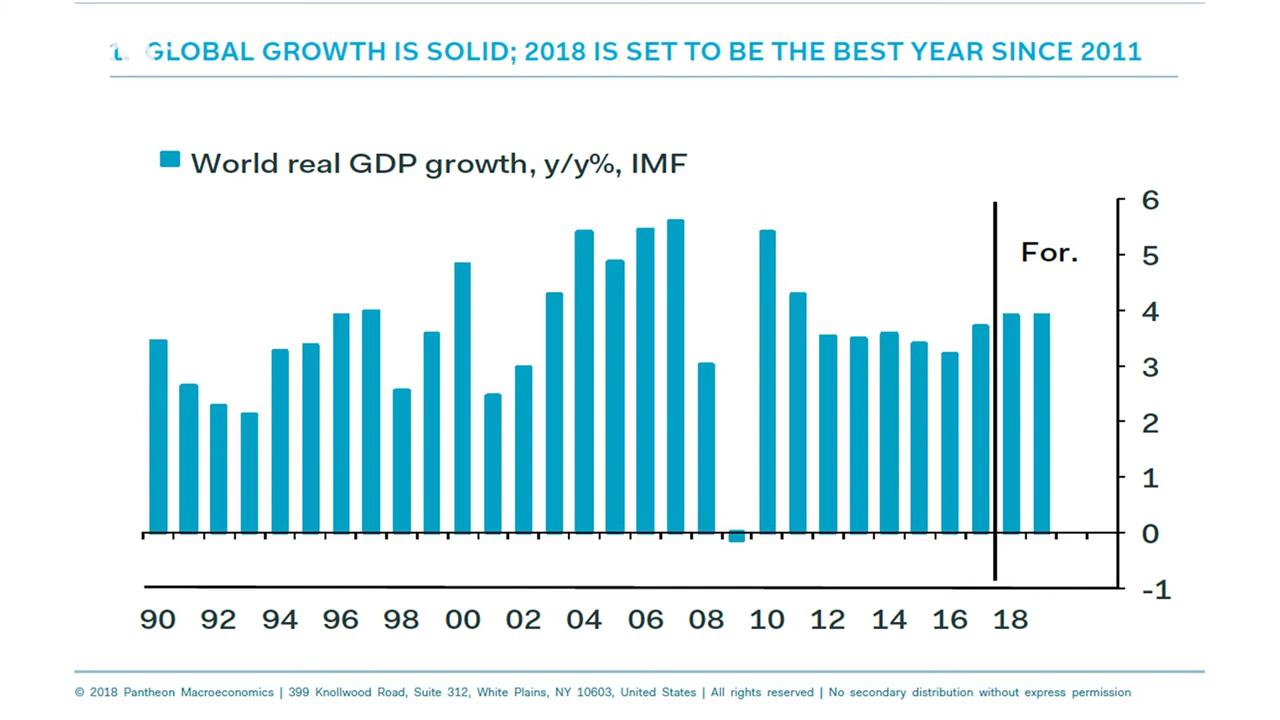 1. GLOBAL GROWTH IS SOLID; 2018 IS SET TO BE THE BEST YEAR SINCE 2011
World real GDP growth, y/y%, IMF
6
For.
5
4
3
2
1
0
-1
90 92 94 96 98 00 02 04 06 08 10 12 14 16 18
© 2018 Pantheon Macroeconomics | 399 Knollwood Road, Suite 312, White Plains, NY 10603, United States | All rights reserved | No secondary distribution without express permission